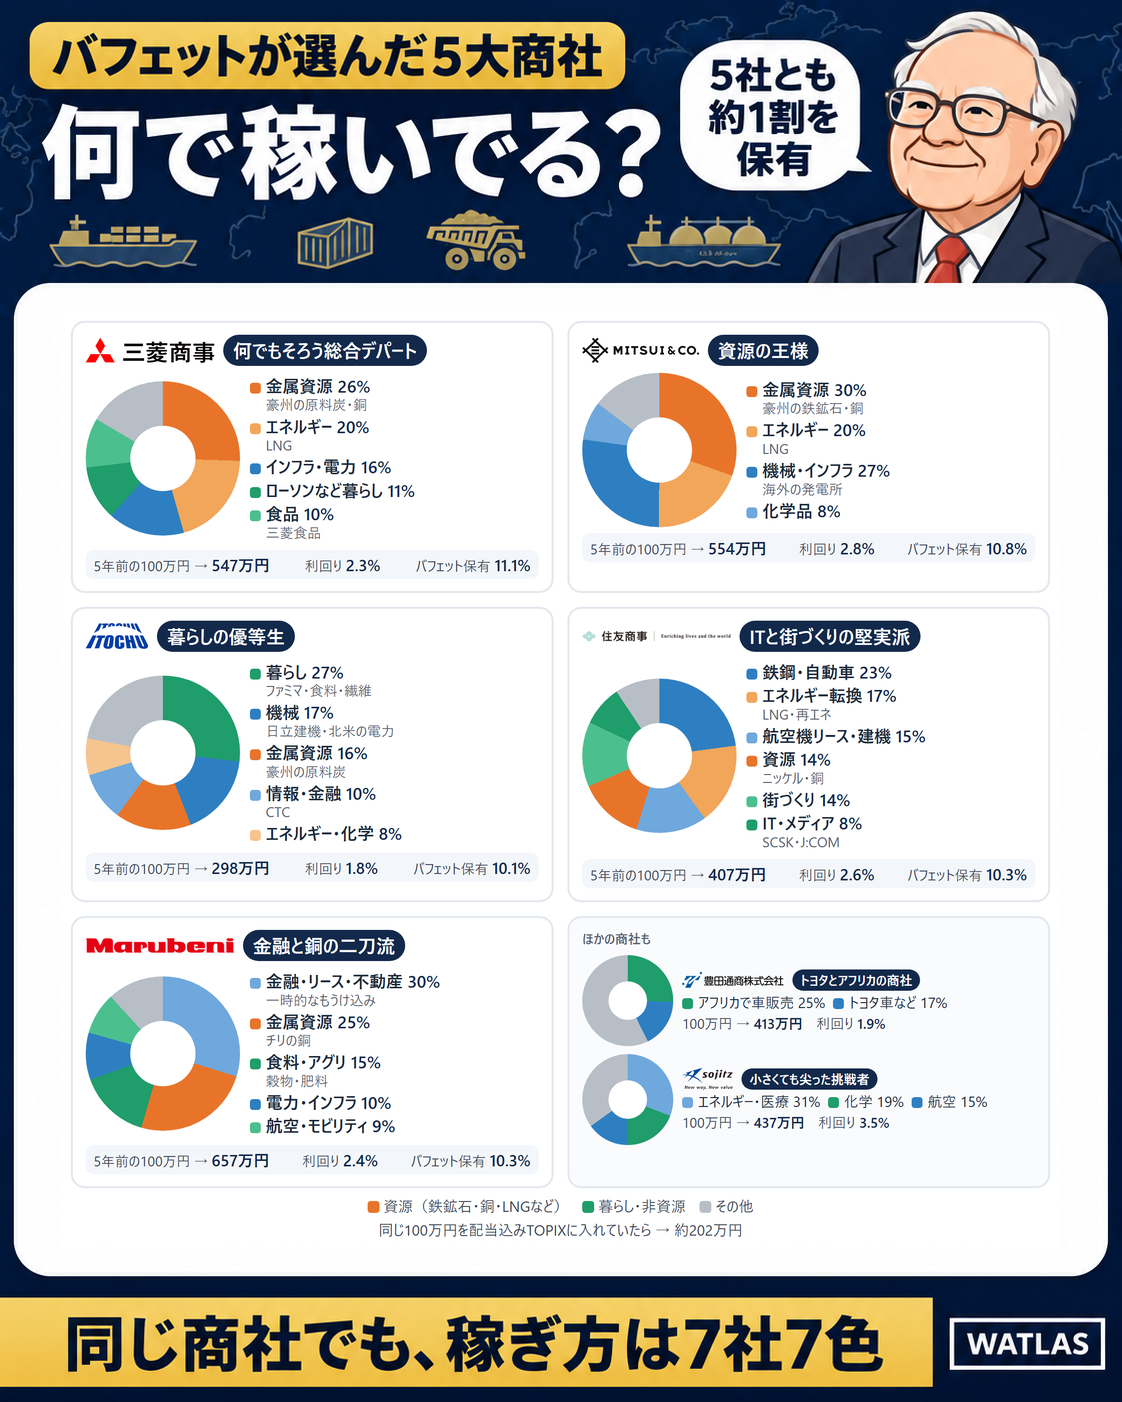 バフェットが選んだ5大商社
何で稼いでる?
5社とも
約1割を
保有
三菱商事 何でもそろう総合デパート
金属資源 26%
豪州の原料炭・銅
エネルギー 20%
LNG
インフラ・電力 16%
ローソンなど暮らし 11%
食品 10%
三菱食品
5年前の100万円 → 547万円 利回り 2.3% バフェット保有 11.1%
MITSUI & CO. 資源の王様
金属資源 30%
豪州の鉄鉱石・銅
エネルギー 20%
LNG
機械・インフラ 27%
海外の発電所
化学品 8%
5年前の100万円 → 554万円 利回り 2.8% バフェット保有 10.8%
ITOCHU 暮らしの優等生
暮らし 27%
ファミマ・食料・繊維
機械 17%
日立建機・北米の電力
金属資源 16%
豪州の原料炭
情報・金融 10%
CTC
エネルギー・化学 8%
5年前の100万円 → 298万円 利回り 1.8% バフェット保有 10.1%
住友商事 Enriching lives and the world ITと街づくりの堅実派
鉄鋼・自動車 23%
エネルギー転換 17%
LNG・再エネ
航空機リース・建機 15%
資源 14%
ニッケル・銅
街づくり 14%
IT・メディア 8%
SCSK・J:COM
5年前の100万円 → 407万円 利回り 2.6% バフェット保有 10.3%
Marubeni 金融と銅の二刀流
金融・リース・不動産 30%
一時的なもうけ込み
金属資源 25%
チリの銅
食料・アグリ 15%
穀物・肥料
電力・インフラ 10%
航空・モビリティ 9%
5年前の100万円 → 657万円 利回り 2.4% バフェット保有 10.3%
ほかの商社も
豊田通商株式会社 トヨタとアフリカの商社
アフリカで車販売 25% トヨタ車など 17%
100万円 → 413万円 利回り 1.9%
sojitz 小さくても尖った挑戦者
New way, New value
エネルギー・医療 31% 化学 19% 航空 15%
100万円 → 437万円 利回り 3.5%
資源（鉄鉱石・銅・LNGなど） 暮らし・非資源 その他
同じ100万円を配当込みTOPIXに入れていたら → 約202万円
同じ商社でも、稼ぎ方は7社7色
WATLAS